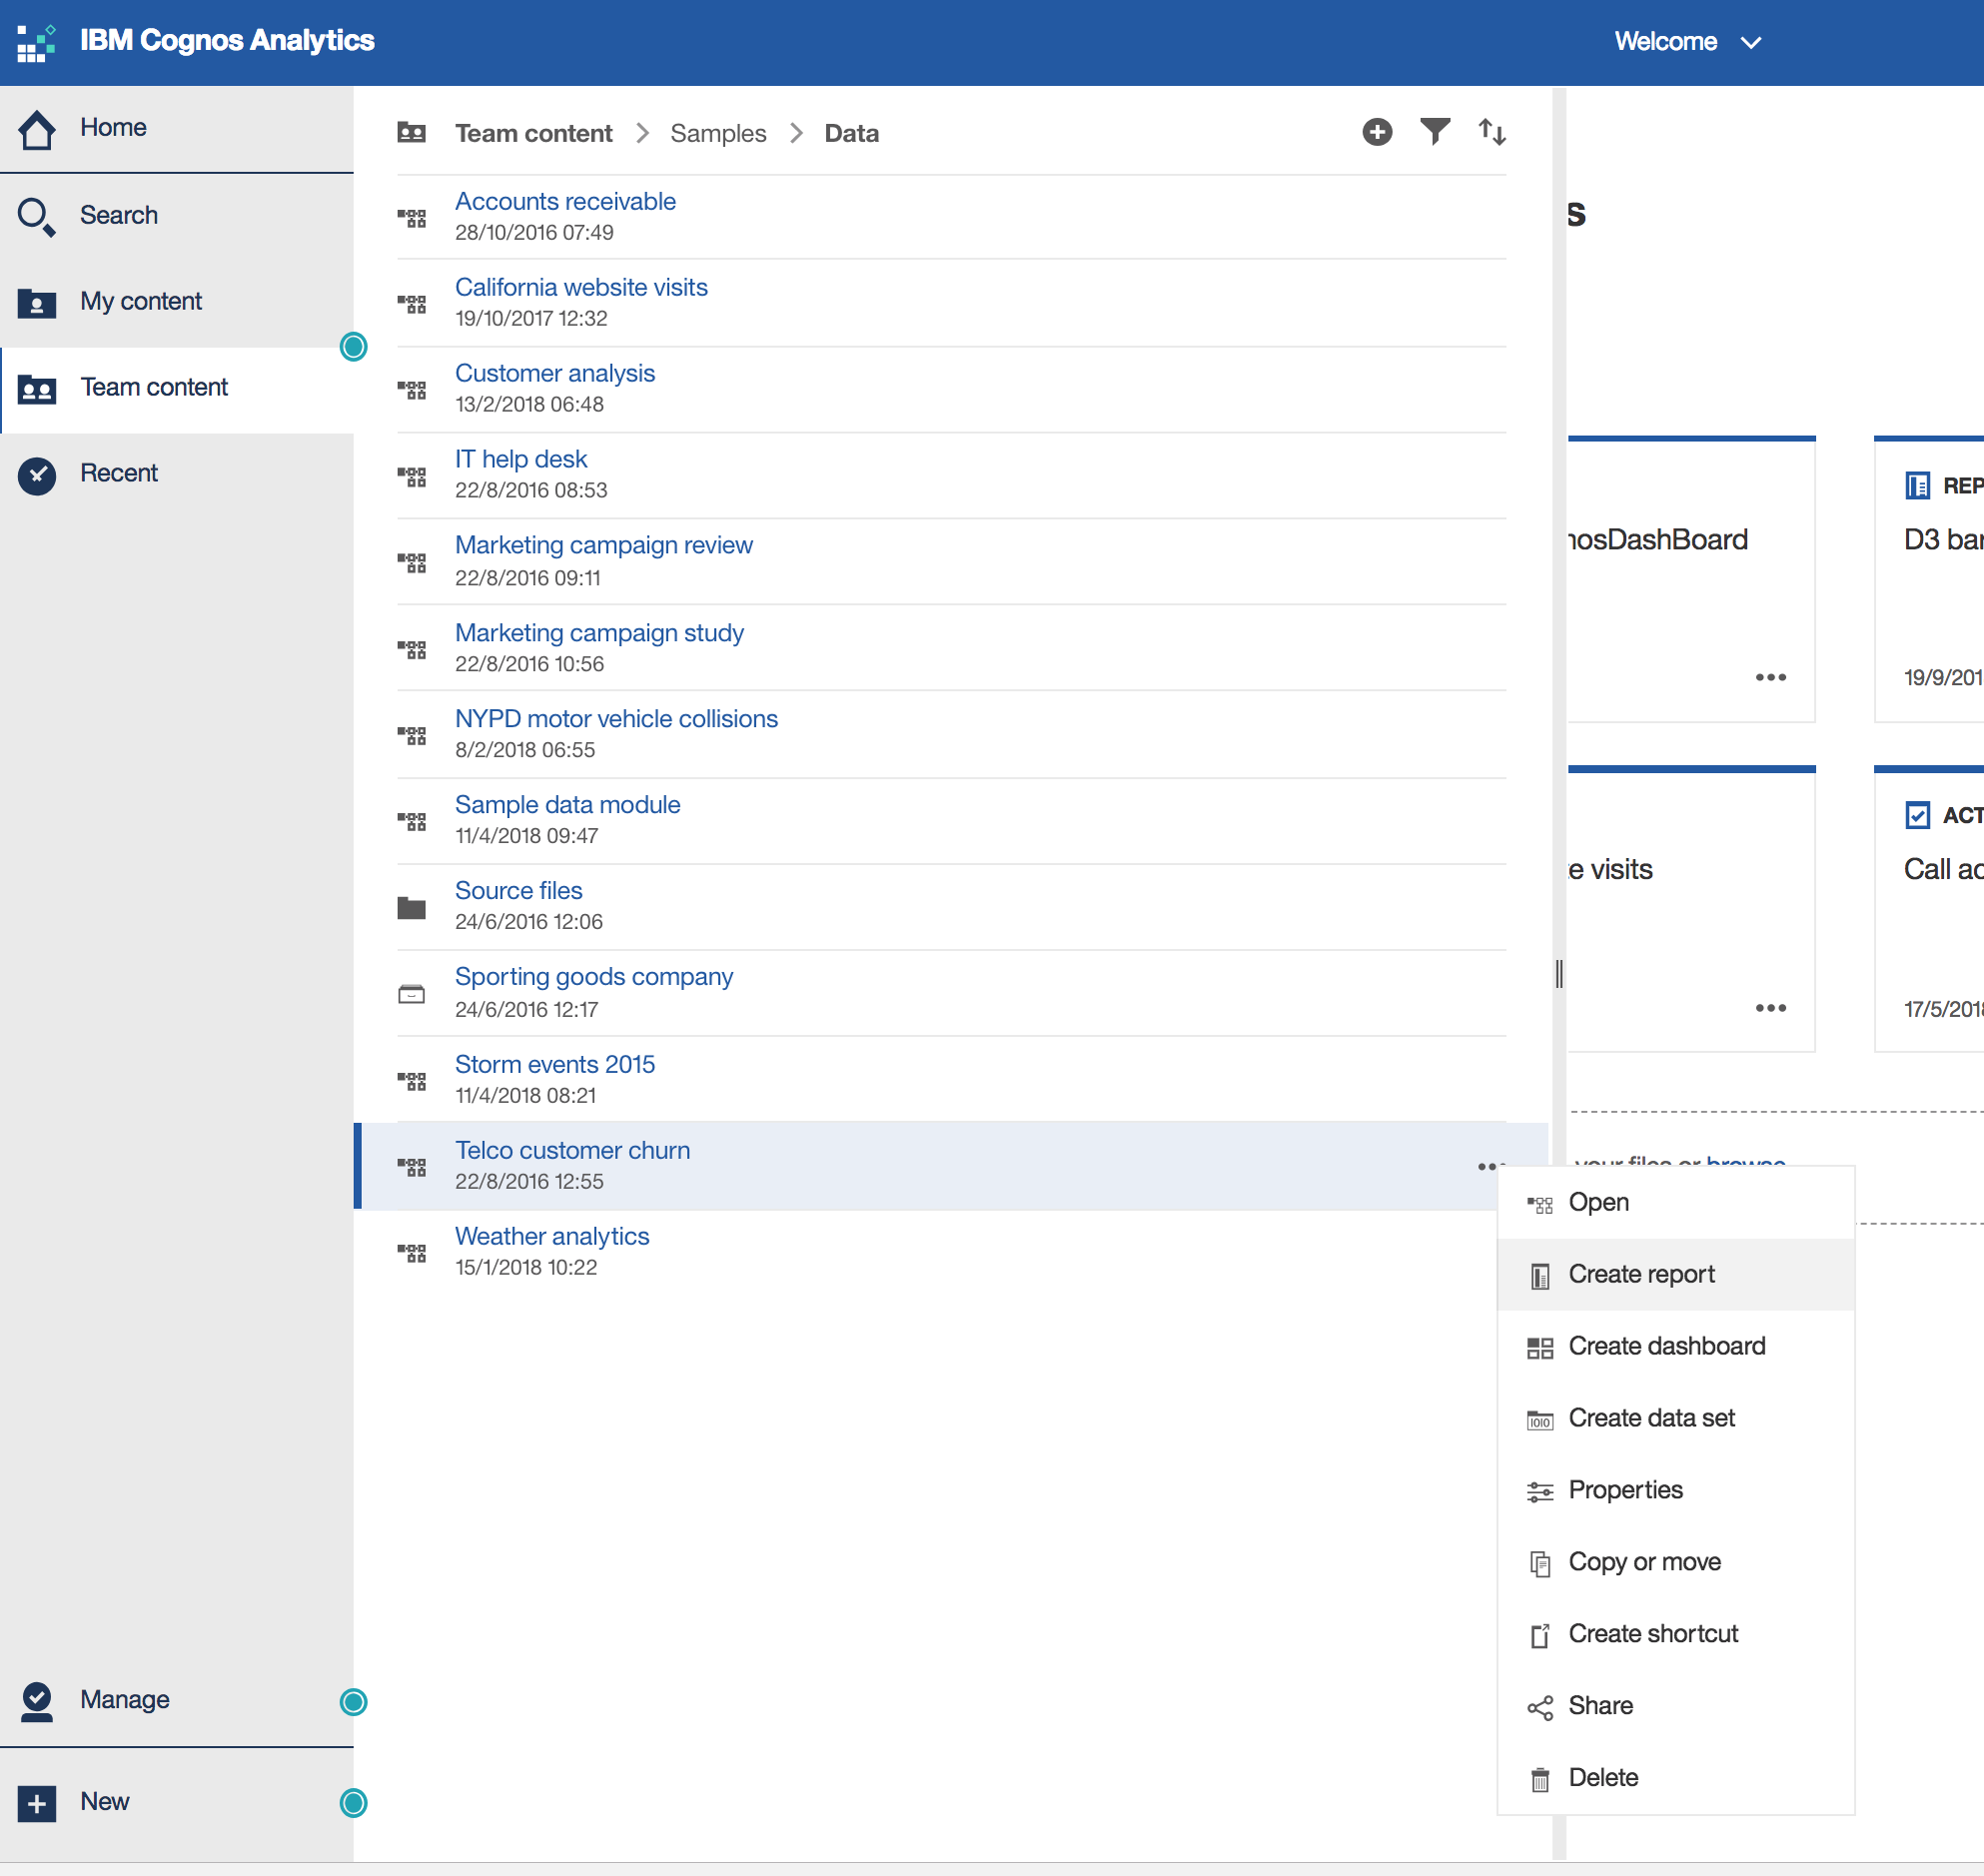 IBM Cognos Analytics
Welcome
Home
Search
My content
Team content
Recent
Manage
New
Team content > Samples > Data
Accounts receivable
28/10/2016 07:49
California website visits
19/10/2017 12:32
Customer analysis
13/2/2018 06:48
IT help desk
22/8/2016 08:53
Marketing campaign review
22/8/2016 09:11
Marketing campaign study
22/8/2016 10:56
NYPD motor vehicle collisions
8/2/2018 06:55
Sample data module
11/4/2018 09:47
Source files
24/6/2016 12:06
Sporting goods company
24/6/2016 12:17
Storm events 2015
11/4/2018 08:21
Telco customer churn
22/8/2016 12:55
Weather analytics
15/1/2018 10:22
s
nosDashBoard
REP
D3 bar
19/9/201
e visits
ACT
Call ac
17/5/2018
your files or browse
Open
Create report
Create dashboard
Create data set
Properties
Copy or move
Create shortcut
Share
Delete